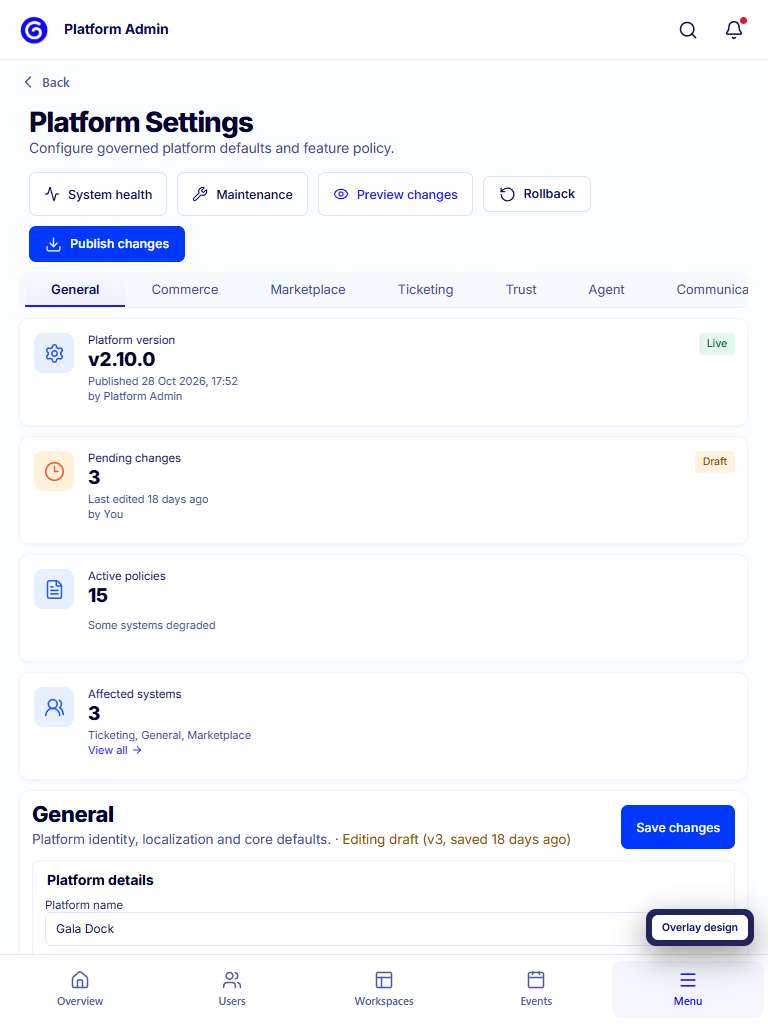 Platform Admin
Back
Platform Settings
Configure governed platform defaults and feature policy.
System health
Maintenance
Preview changes
Rollback
Publish changes
General
Commerce
Marketplace
Ticketing
Trust
Agent
Communica
Platform version
Live
v2.10.0
Published 28 Oct 2026, 17:52
by Platform Admin
Pending changes
Draft
3
Last edited 18 days ago
by You
Active policies
15
Some systems degraded
Affected systems
3
Ticketing, General, Marketplace
View all →
General
Platform identity, localization and core defaults. · Editing draft (v3, saved 18 days ago)
Save changes
Platform details
Platform name
Gala Dock
Overlay design
Overview
Users
Workspaces
Events
Menu